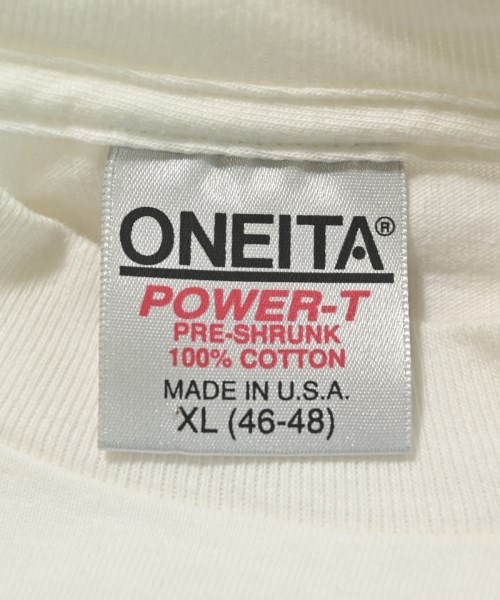 ONEITA®
POWER-T
PRE-SHRUNK
100% COTTON
MADE IN U.S.A.
XL (46-48)